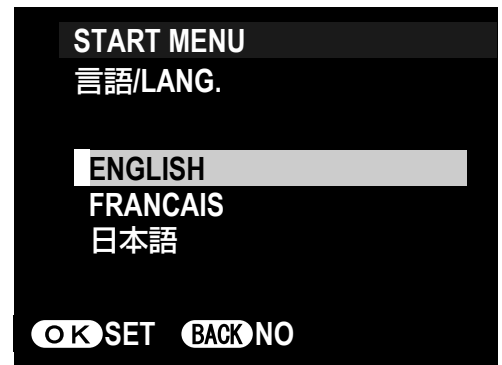 START MENU
言語/LANG.
ENGLISH
FRANCAIS
日本語
OK SET BACK NO